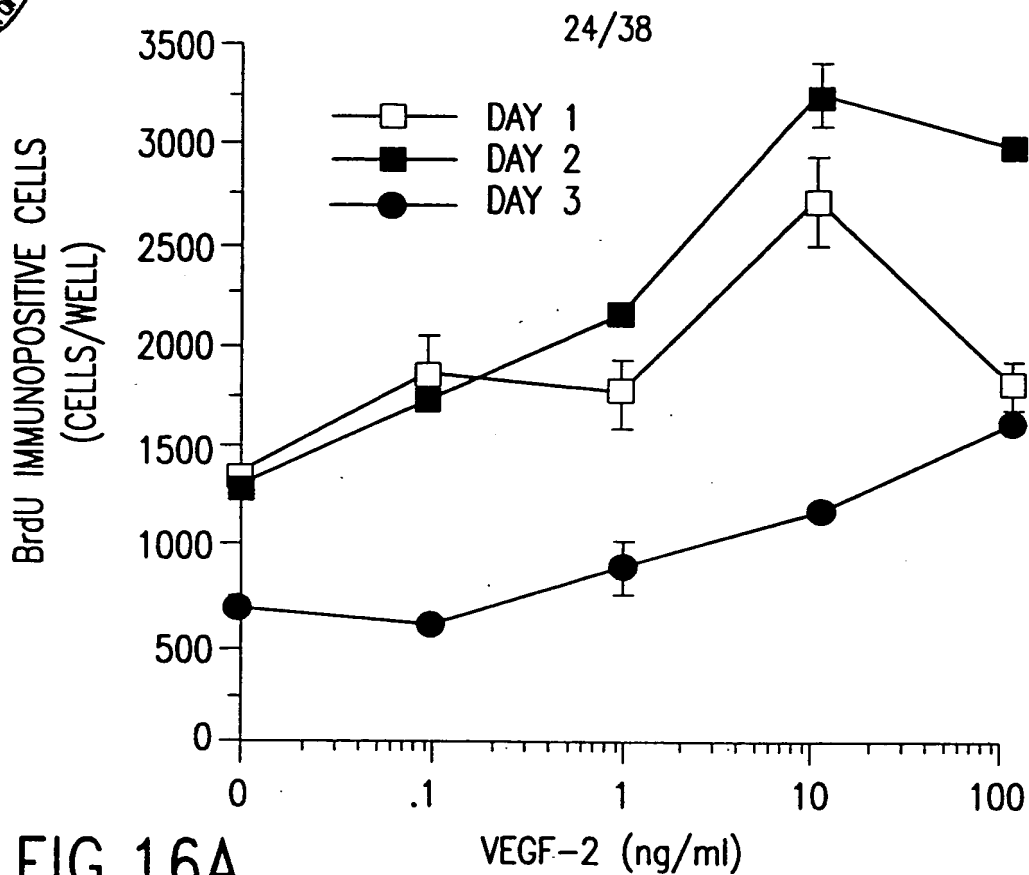 24/38
3500
3000
2500
2000
1500
1000
500
0
BrdU IMMUNOPOSITIVE CELLS
(CELLS/WELL)
DAY 1
DAY 2
DAY 3
0 .1 1 10 100
VEGF-2 (ng/ml)
FIG.16A